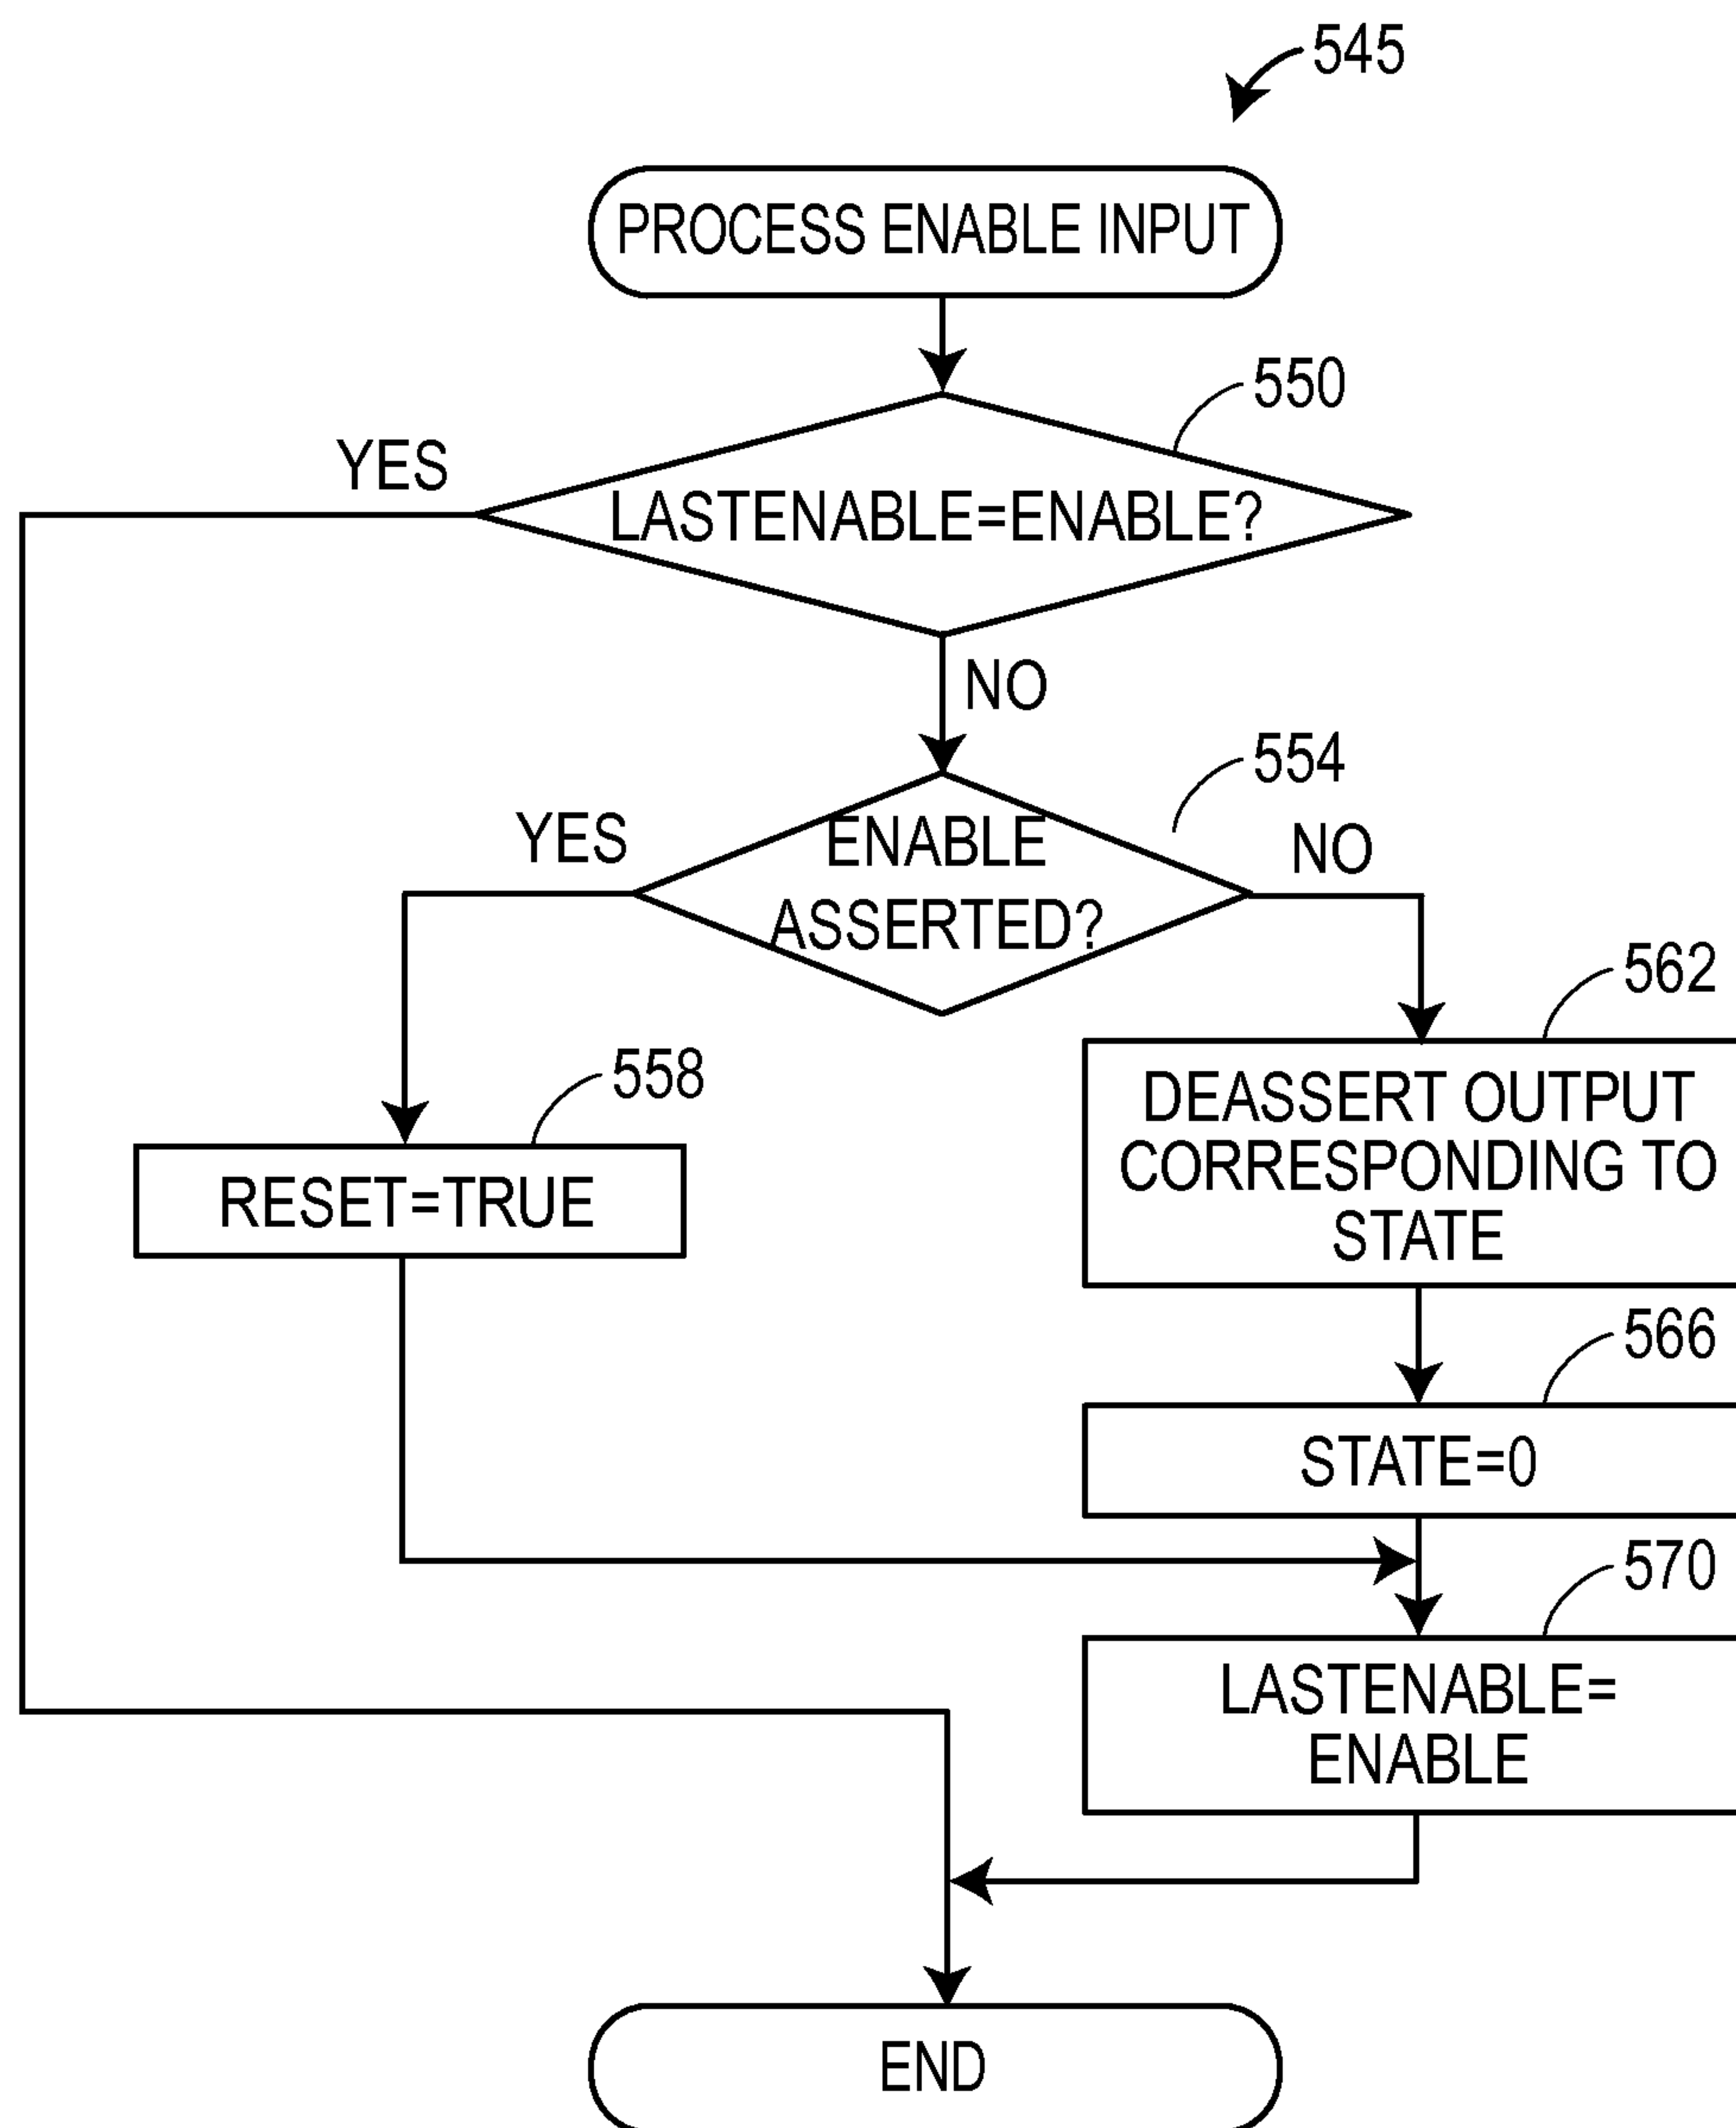 545
PROCESS ENABLE INPUT
550
YES
LASTENABLE=ENABLE?
NO
554
YES
ENABLE
ASSERTED?
NO
562
DEASSERT OUTPUT
CORRESPONDING TO
STATE
558
RESET=TRUE
566
STATE=0
570
LASTENABLE=
ENABLE
END